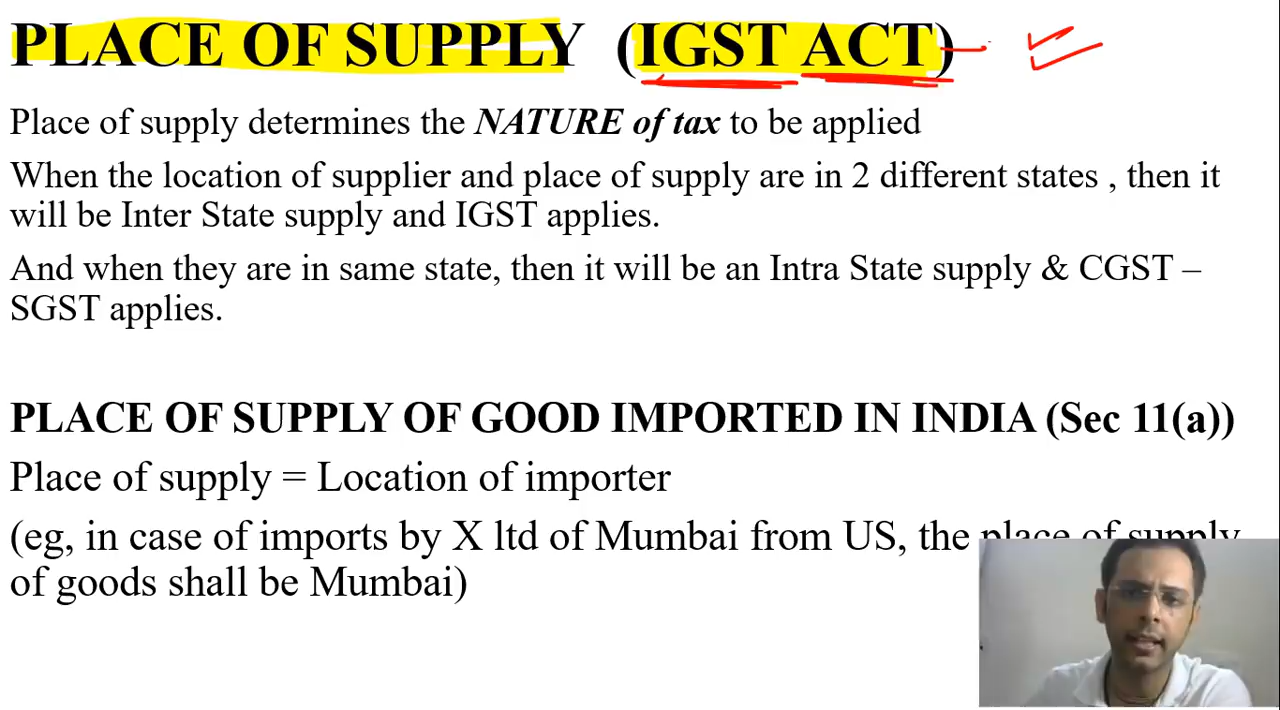 PLACE OF SUPPLY (IGST ACT)
Place of supply determines the NATURE of tax to be applied
When the location of supplier and place of supply are in 2 different states , then it
will be Inter State supply and IGST applies.
And when they are in same state, then it will be an Intra State supply & CGST –
SGST applies.
PLACE OF SUPPLY OF GOOD IMPORTED IN INDIA (Sec 11(a))
Place of supply = Location of importer
(eg, in case of imports by X ltd of Mumbai from US, the place of supply
of goods shall be Mumbai)